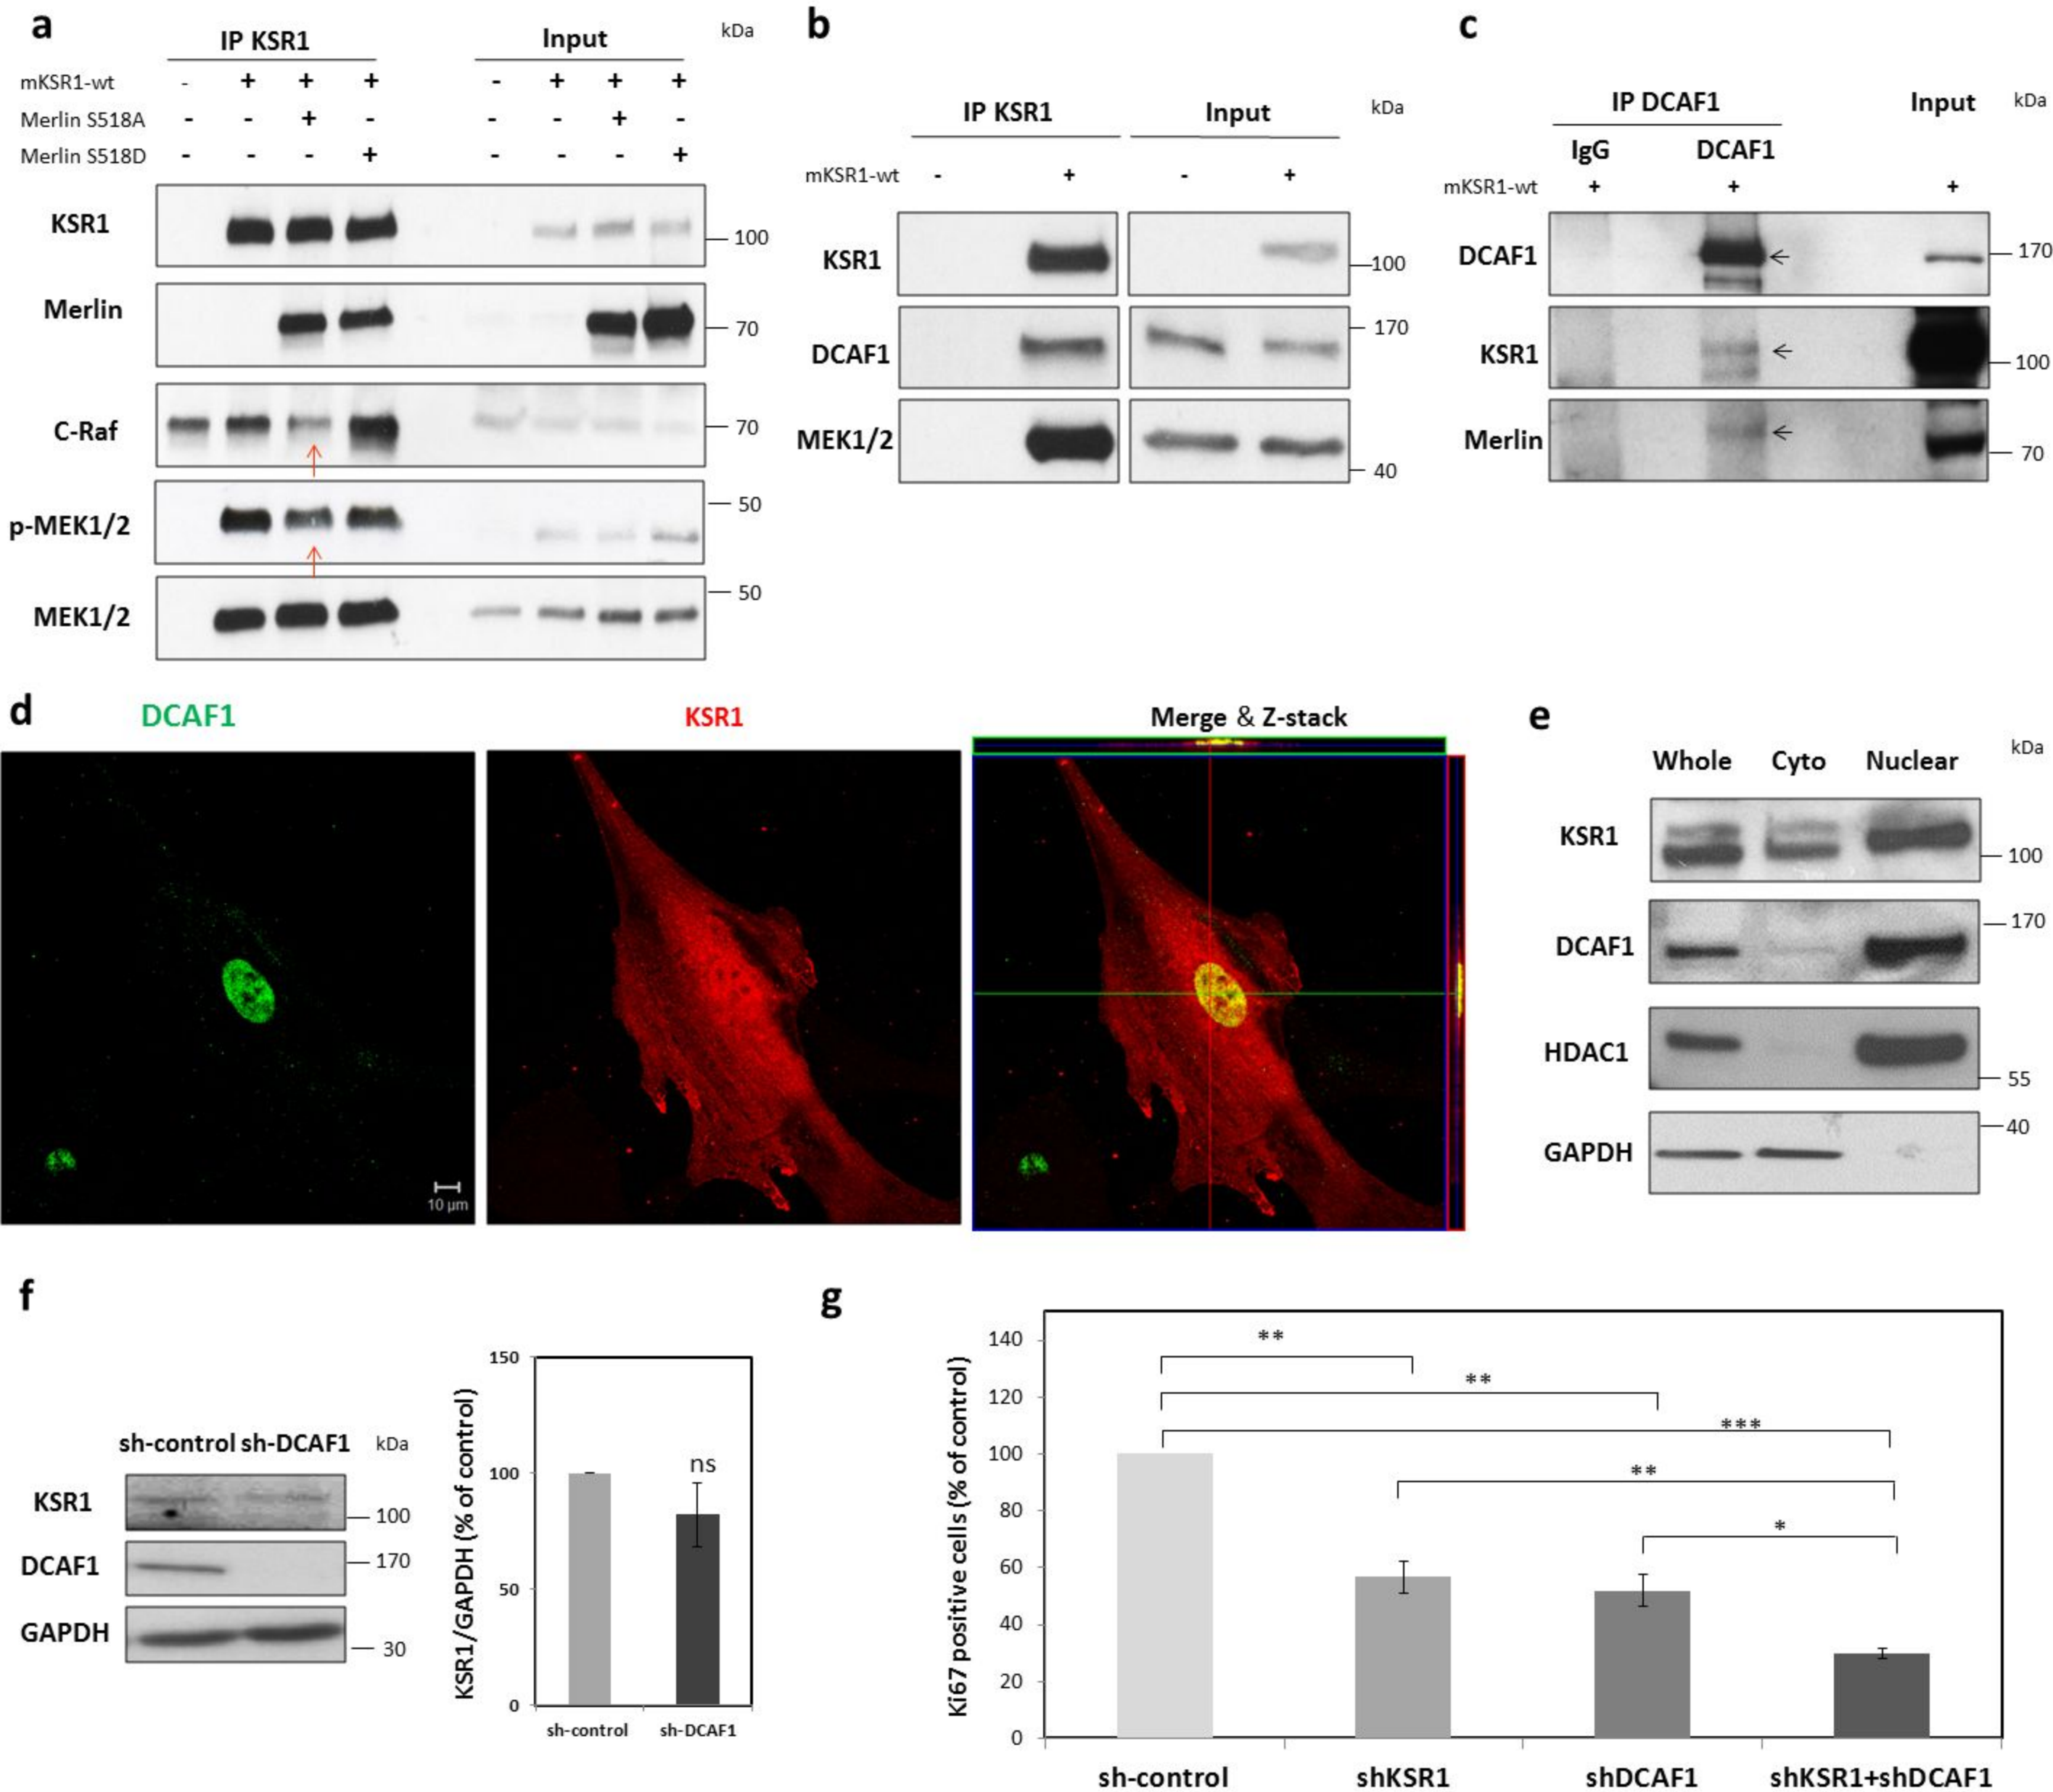 a
IP KSR1 Input kDa
mKSR1-wt - + + + - + + +
Merlin S518A - - + - - - + -
Merlin S518D - - - + - - - +
KSR1 100
Merlin 70
C-Raf 70
p-MEK1/2 50
MEK1/2 50
b
IP KSR1 Input kDa
mKSR1-wt - + - +
KSR1 100
DCAF1 170
MEK1/2 40
c
IP DCAF1 Input kDa
IgG DCAF1
mKSR1-wt + + +
DCAF1 170
KSR1 100
Merlin 70
d
DCAF1 KSR1 Merge & Z-stack
10 µm
e
Whole Cyto Nuclear kDa
KSR1 100
DCAF1 170
HDAC1 55
GAPDH 40
f
sh-control sh-DCAF1 kDa
KSR1 100
DCAF1 170
GAPDH 30
KSR1/GAPDH (% of control)
150
100
50
0
ns
sh-control sh-DCAF1
g
Ki67 positive cells (% of control)
140
120
100
80
60
40
20
0
**
**
***
**
*
sh-control shKSR1 shDCAF1 shKSR1+shDCAF1